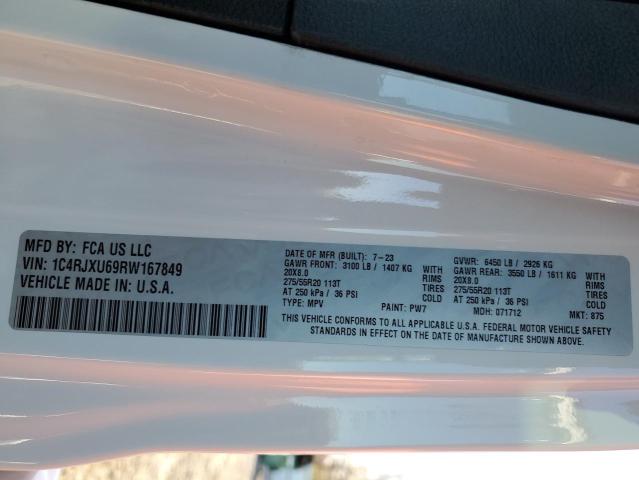 MFD BY: FCA US LLC
VIN: 1C4RJXU69RW167849
VEHICLE MADE IN: U.S.A.
DATE OF MFR (BUILT): 7-23 GVWR: 6450 LB / 2926 KG
GAWR FRONT: 3100 LB / 1407 KG WITH GAWR REAR: 3550 LB / 1611 KG WITH
20X8.0 RIMS 20X8.0 RIMS
275/55R20 113T TIRES 275/55R20 113T TIRES
AT 250 kPa / 36 PSI COLD AT 250 kPa / 36 PSI COLD
TYPE: MPV PAINT: PW7 MDH: 071712 MKT: 875
THIS VEHICLE CONFORMS TO ALL APPLICABLE U.S.A. FEDERAL MOTOR VEHICLE SAFETY
STANDARDS IN EFFECT ON THE DATE OF MANUFACTURE SHOWN ABOVE.